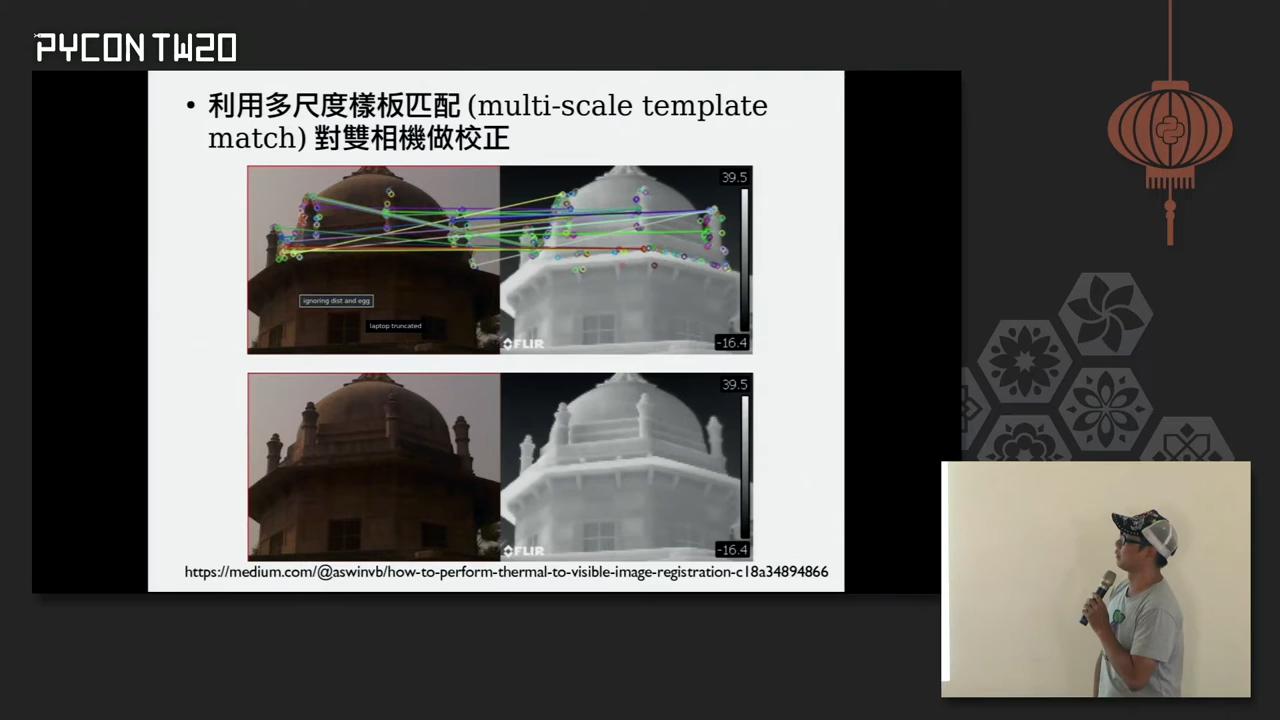 PYCON TW20
• 利用多尺度樣板匹配 (multi-scale template
match) 對雙相機做校正
39.5
ignoring dist and egg
laptop truncated
FLIR
-16.4
39.5
FLIR
-16.4
https://medium.com/@aswinvb/how-to-perform-thermal-to-visible-image-registration-c18a34894866